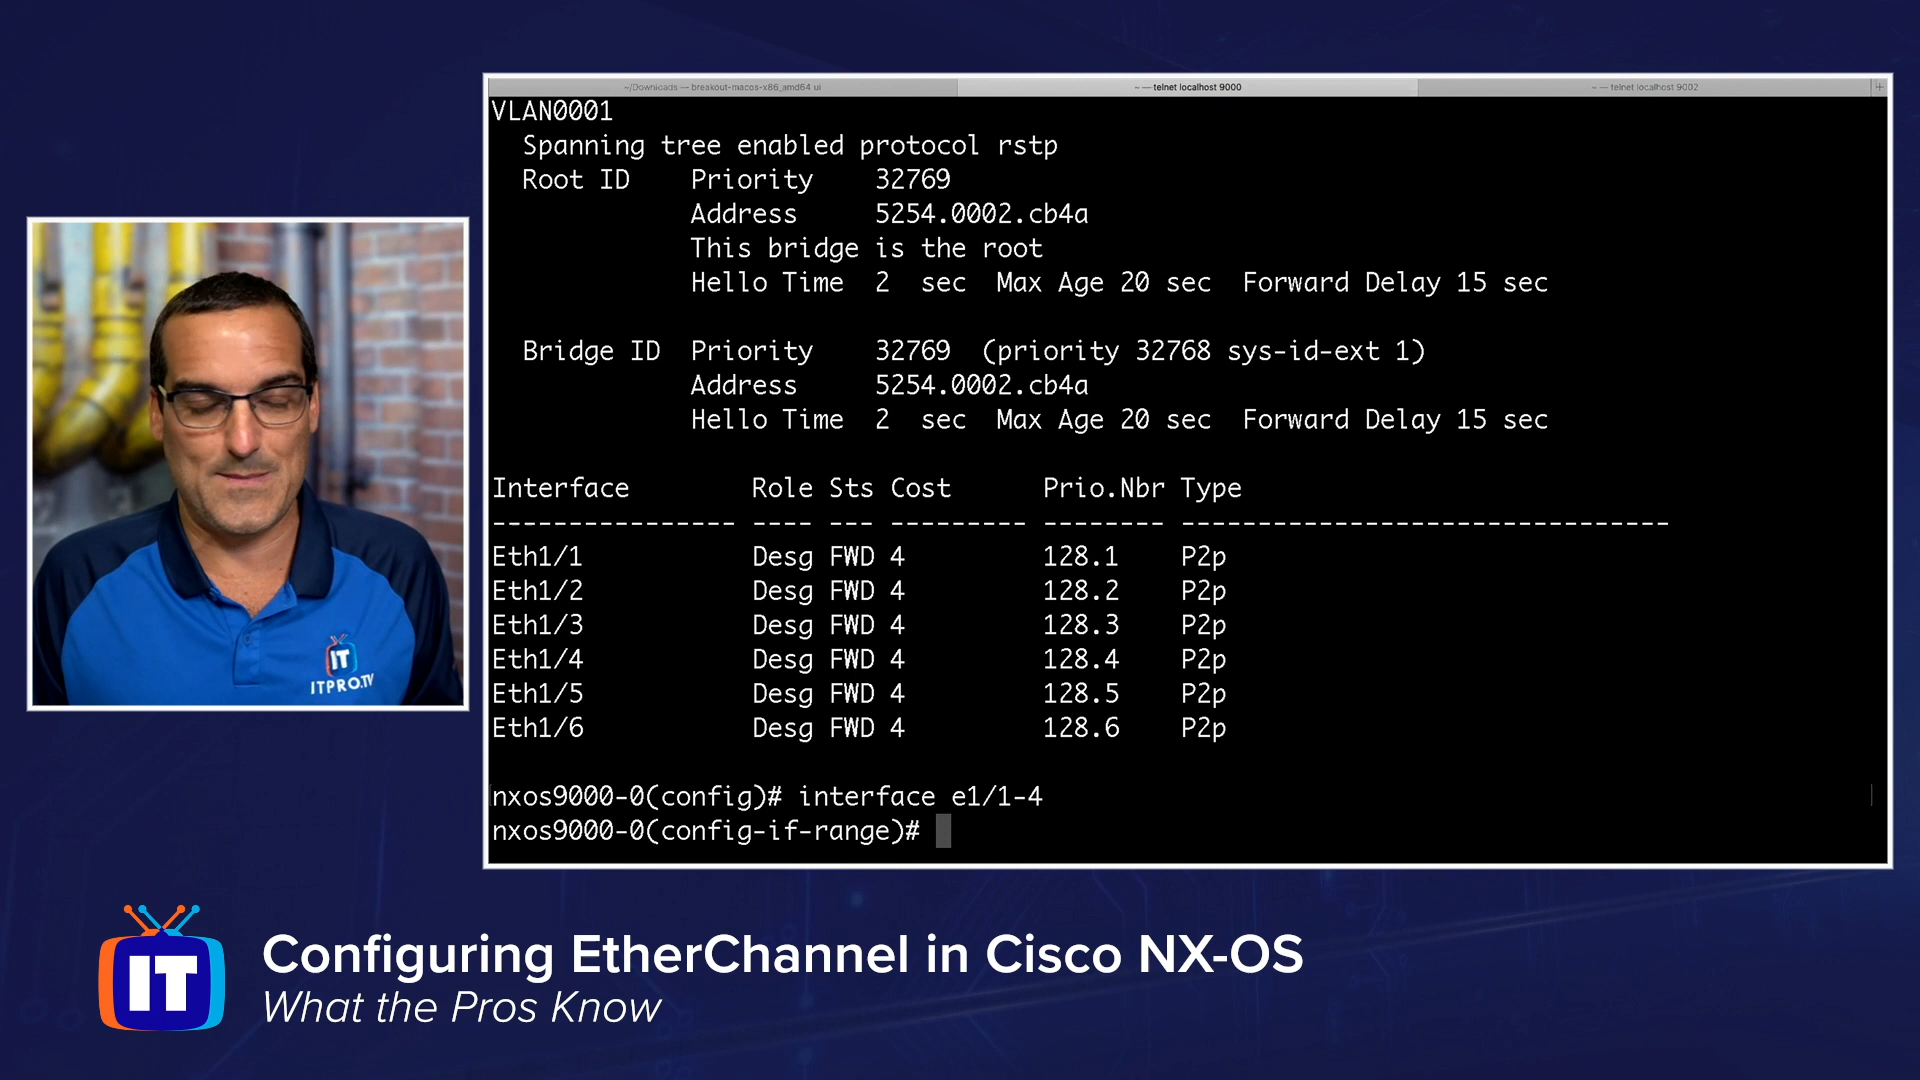 ~/Downloads — breakout-macos-x86_amd64 ui
~ — telnet localhost 9000
~ — telnet localhost 9002
+
VLAN0001
Spanning tree enabled protocol rstp
Root ID    Priority    32769
Address     5254.0002.cb4a
This bridge is the root
Hello Time  2  sec  Max Age 20 sec  Forward Delay 15 sec
Bridge ID  Priority    32769  (priority 32768 sys-id-ext 1)
Address     5254.0002.cb4a
Hello Time  2  sec  Max Age 20 sec  Forward Delay 15 sec
Interface        Role Sts Cost      Prio.Nbr Type
---------------- ---- --- --------- -------- --------------------------------
Eth1/1           Desg FWD 4         128.1    P2p
Eth1/2           Desg FWD 4         128.2    P2p
Eth1/3           Desg FWD 4         128.3    P2p
Eth1/4           Desg FWD 4         128.4    P2p
Eth1/5           Desg FWD 4         128.5    P2p
Eth1/6           Desg FWD 4         128.6    P2p
nxos9000-0(config)# interface e1/1-4
nxos9000-0(config-if-range)#
IT
ITPRO.TV
IT
Configuring EtherChannel in Cisco NX-OS
What the Pros Know